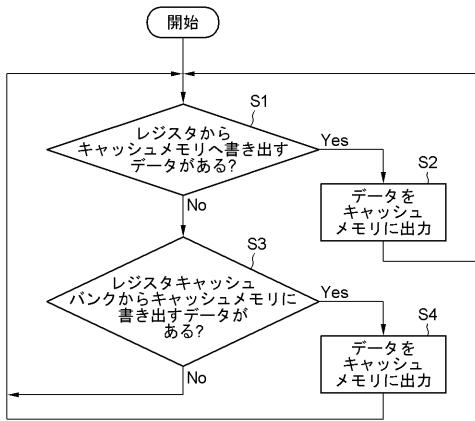 開始
S1
レジスタから
キャッシュメモリへ書き出す
データがある?
Yes
S2
データを
キャッシュ
メモリに出力
No
S3
レジスタキャッシュ
バンクからキャッシュメモリに
書き出すデータが
ある?
Yes
S4
データを
キャッシュ
メモリに出力
No